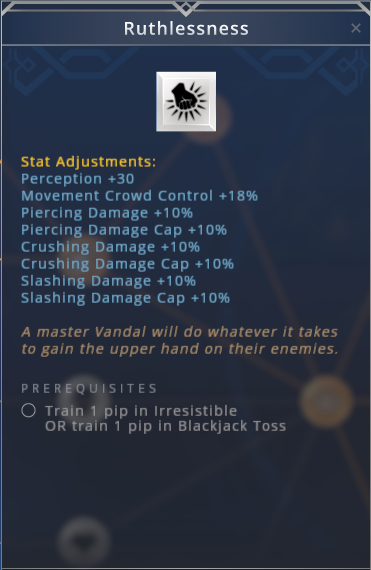 Ruthlessness
Stat Adjustments:
Perception +30
Movement Crowd Control +18%
Piercing Damage +10%
Piercing Damage Cap +10%
Crushing Damage +10%
Crushing Damage Cap +10%
Slashing Damage +10%
Slashing Damage Cap +10%
A master Vandal will do whatever it takes
to gain the upper hand on their enemies.
PREREQUISITES
Train 1 pip in Irresistible
OR train 1 pip in Blackjack Toss